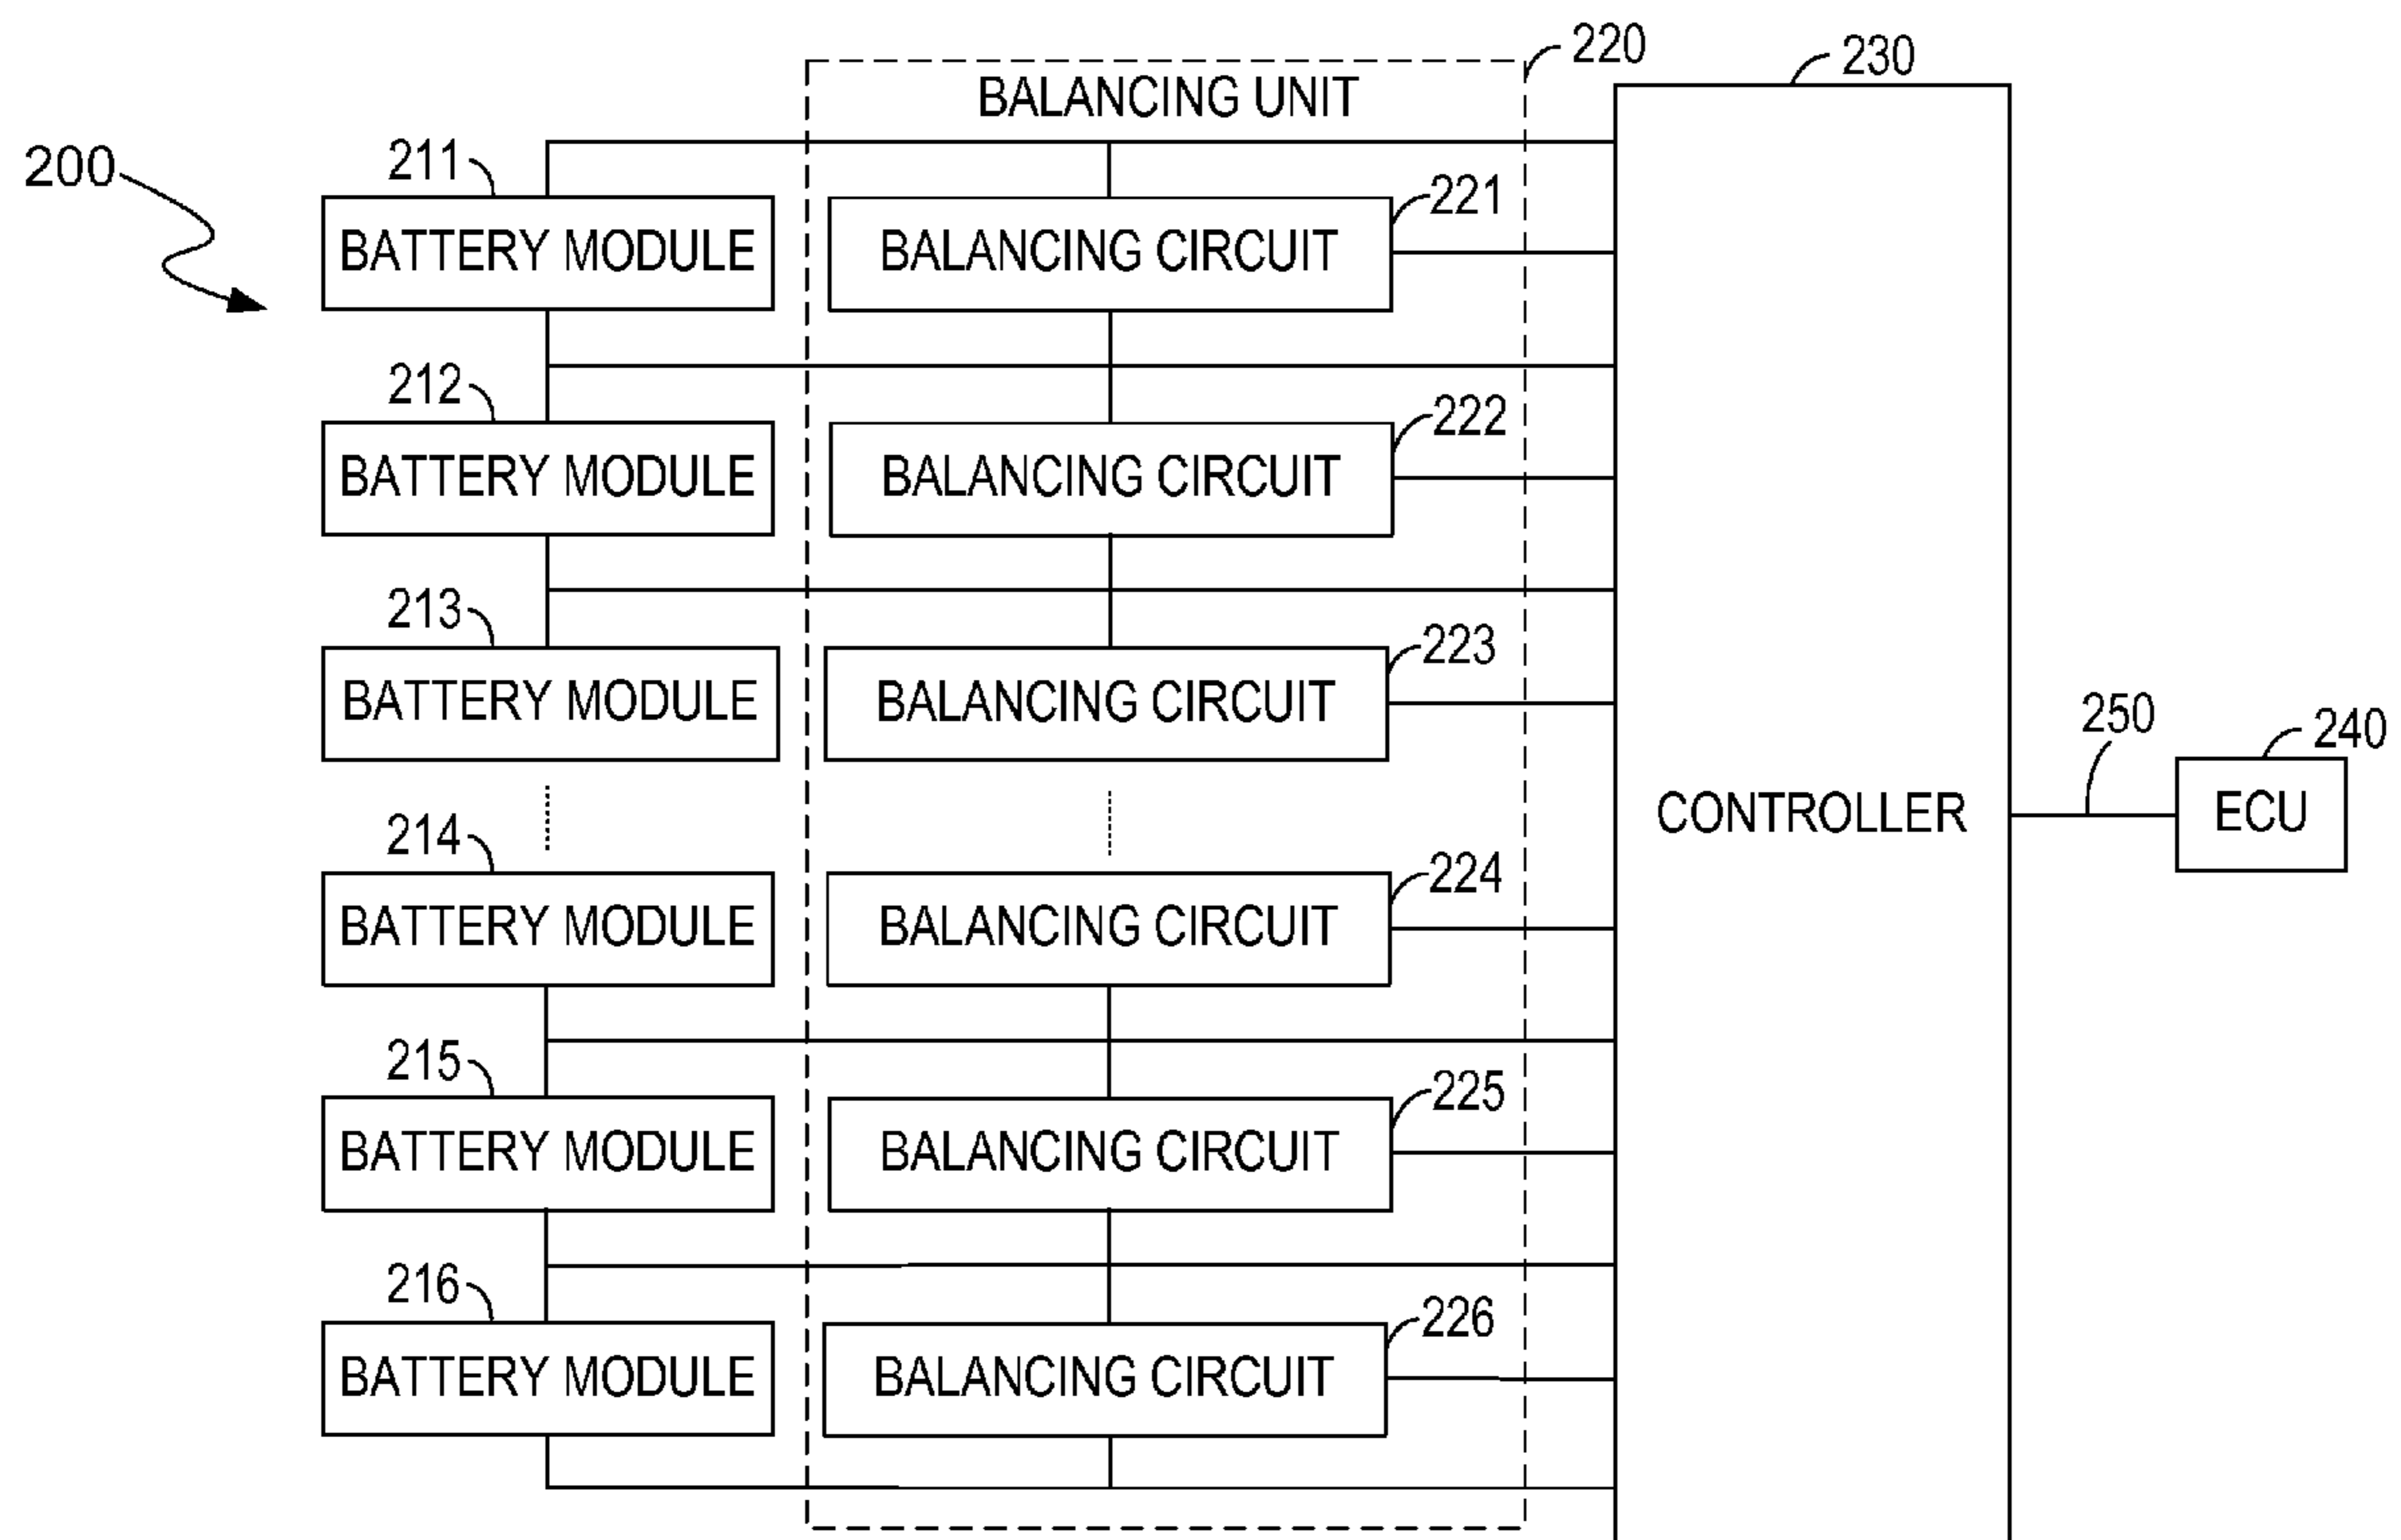 220
230
BALANCING UNIT
200
211
221
BATTERY MODULE
BALANCING CIRCUIT
212
222
BATTERY MODULE
BALANCING CIRCUIT
213
223
BATTERY MODULE
BALANCING CIRCUIT
250
240
214
CONTROLLER
ECU
224
BATTERY MODULE
BALANCING CIRCUIT
215
225
BATTERY MODULE
BALANCING CIRCUIT
216
226
BATTERY MODULE
BALANCING CIRCUIT